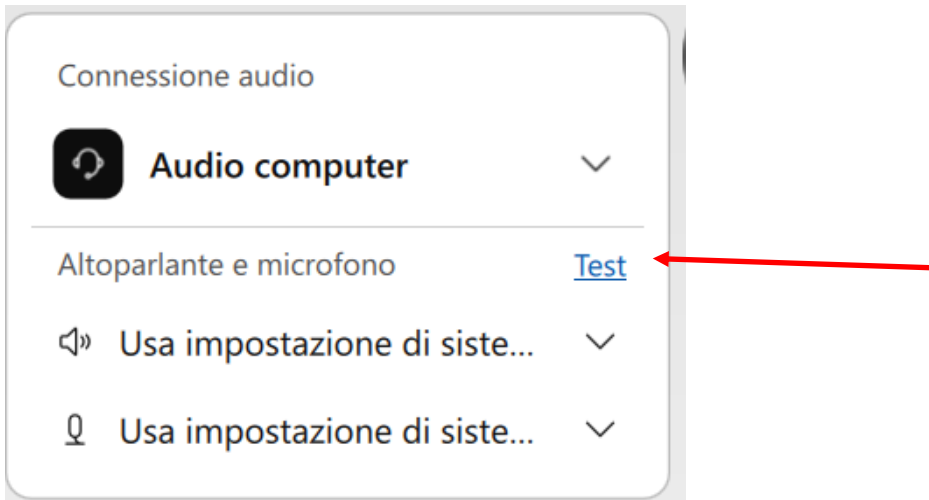 Connessione audio
Audio computer
Altoparlante e microfono Test
Usa impostazione di siste...
Usa impostazione di siste...